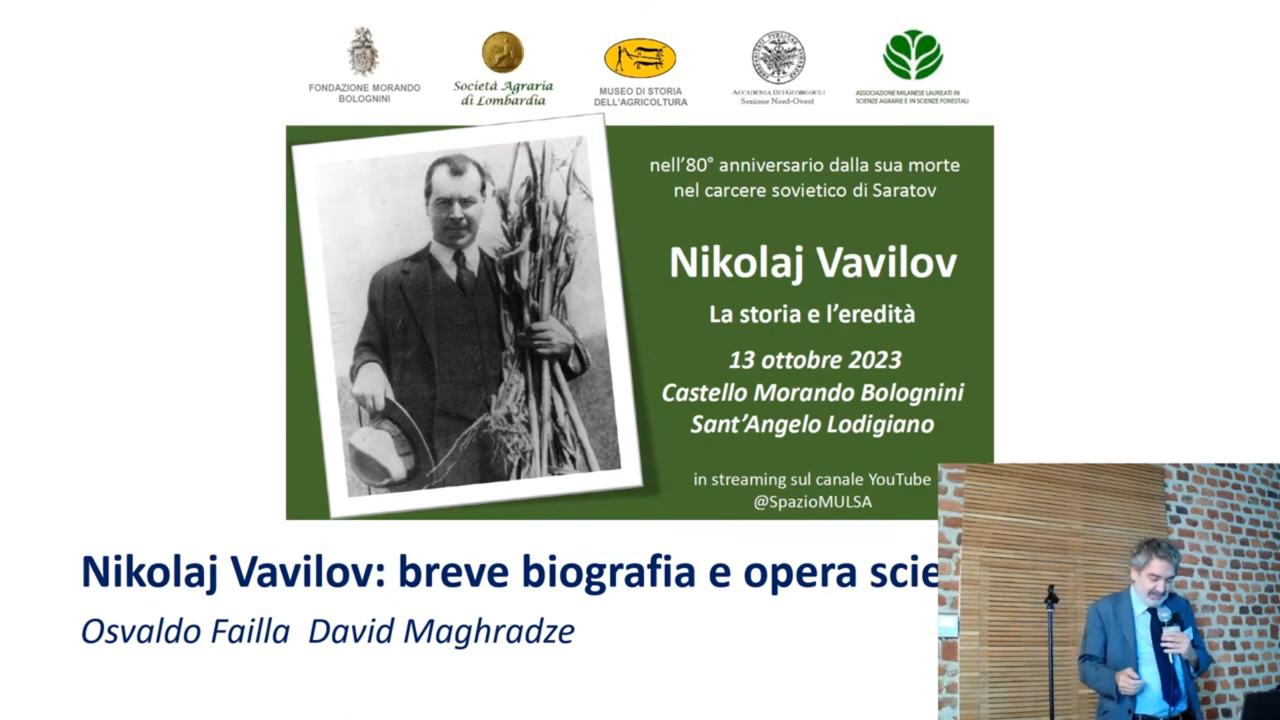 FONDAZIONE MORANDO
BOLOGNINI
Società Agraria
di Lombardia
MUSEO DI STORIA
DELL'AGRICOLTURA
ACCADEMIA DEI GEORGOFILI
Sezione Nord-Ovest
ASSOCIAZIONE MILANESE LAUREATI IN
SCIENZE AGRARIE E IN SCIENZE FORESTALI
nell'80° anniversario dalla sua morte
nel carcere sovietico di Saratov
Nikolaj Vavilov
La storia e l'eredità
13 ottobre 2023
Castello Morando Bolognini
Sant'Angelo Lodigiano
in streaming sul canale YouTube
@SpazioMULSA
Nikolaj Vavilov: breve biografia e opera scie
Osvaldo Failla David Maghradze